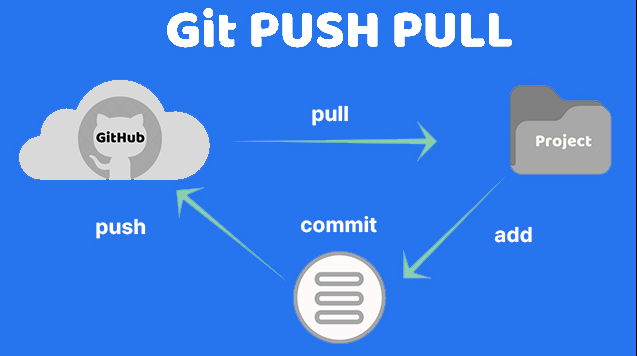 Git PUSH PULL
pull
GitHub
Project
push
commit
add